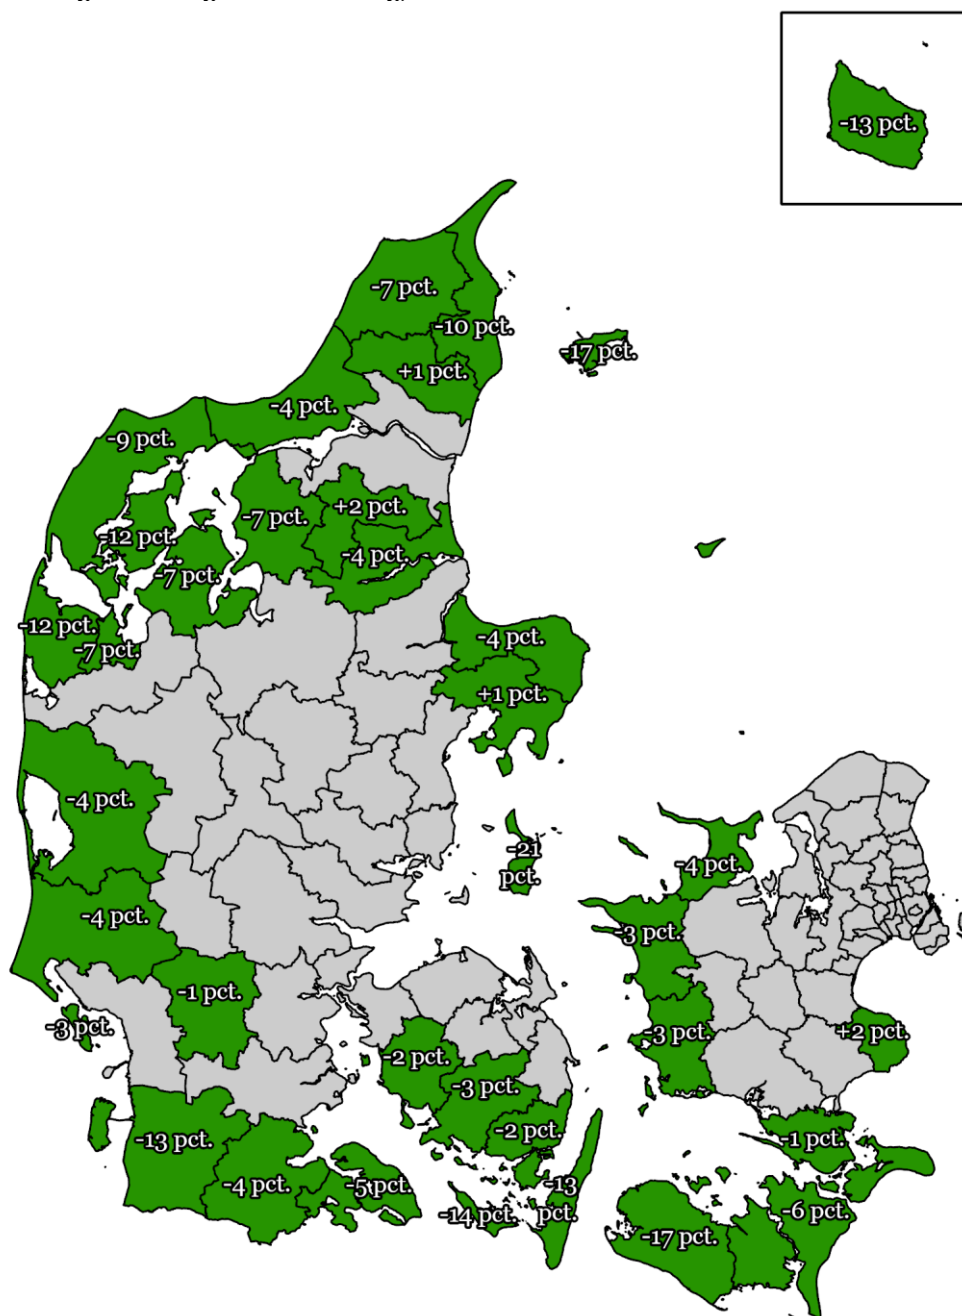 -13 pct.
-7 pct.
-10 pct.
-17 pct.
+1 pct.
-4 pct.
-9 pct.
-7 pct.
+2 pct.
-12 pct.
-4 pct.
-7 pct.
-12 pct.
-7 pct.
-4 pct.
+1 pct.
-4 pct.
-21
pct.
-4 pct.
-4 pct.
-3 pct.
-1 pct.
-3 pct.
-3 pct.
+2 pct.
-2 pct.
-3 pct.
-13 pct.
-2 pct.
-1 pct.
-4 pct.
-5 pct.
-13
pct.
-14 pct.
-6 pct.
-17 pct.